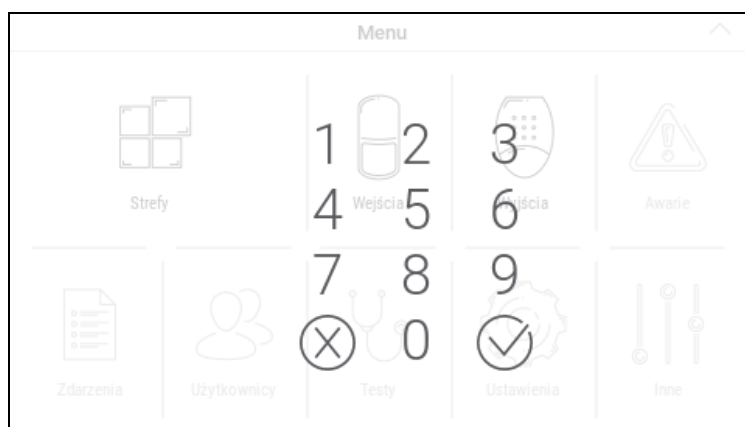 Menu
1 2 3
Strefy Wejścia Wyjścia Awarie
4 5 6
7 8 9
0
Zdarzenia Użytkownicy Testy Ustawienia Inne